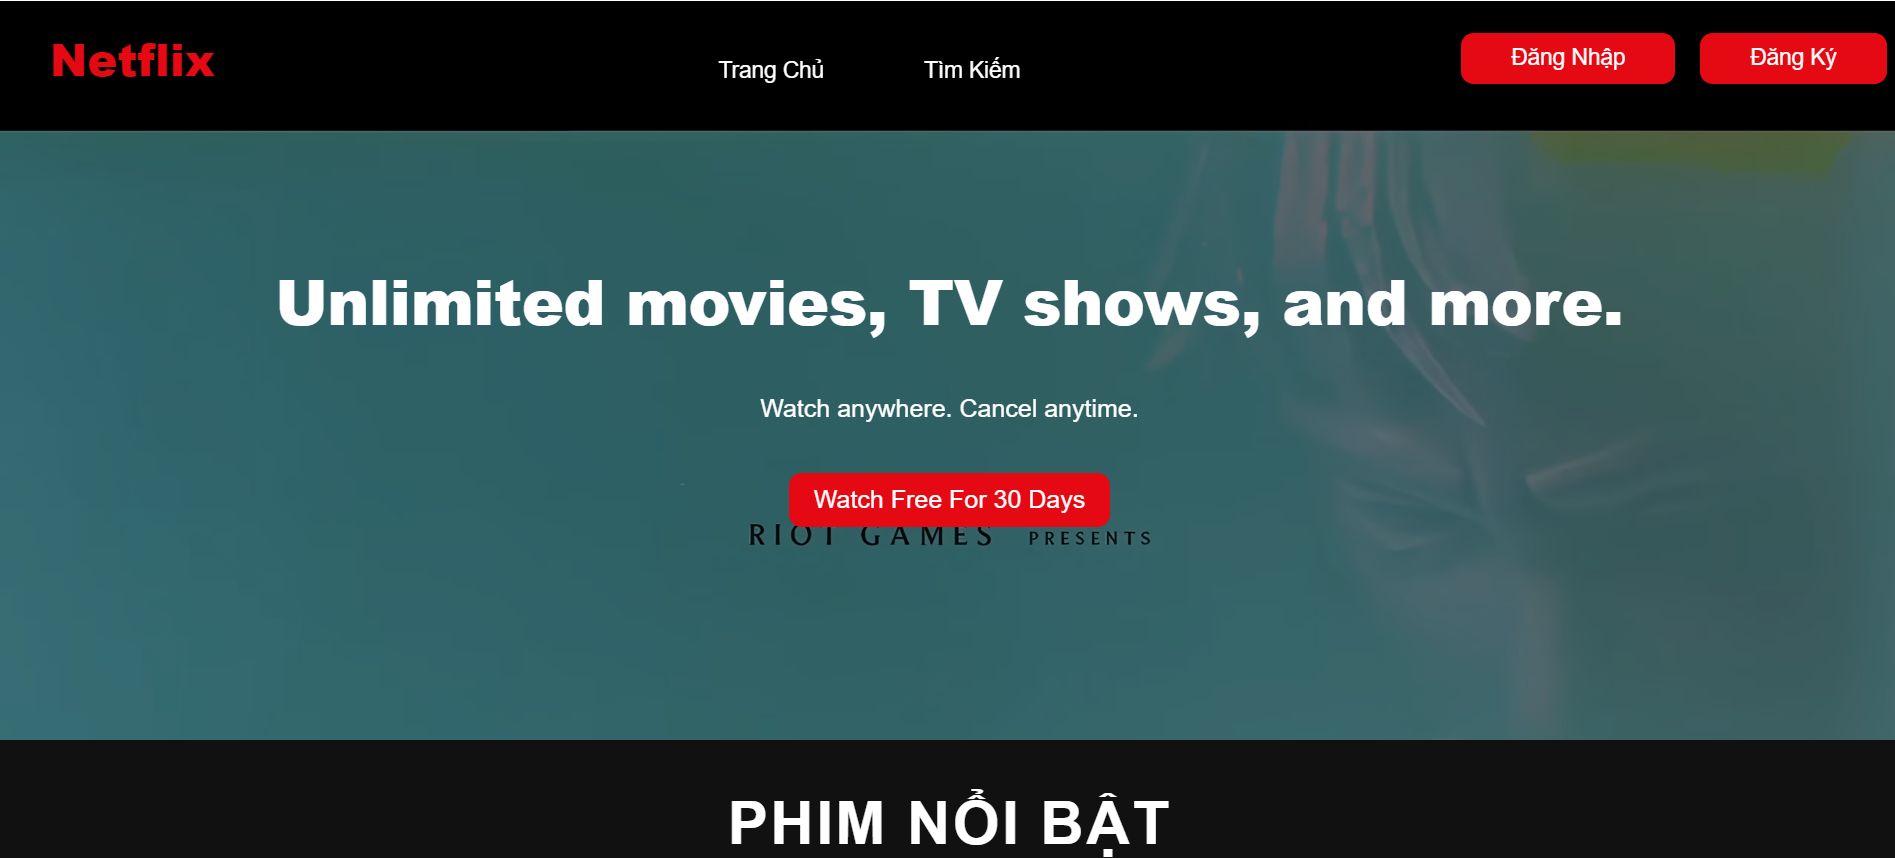 Netflix
Trang Chủ
Tìm Kiếm
Đăng Nhập
Đăng Ký
Unlimited movies, TV shows, and more.
Watch anywhere. Cancel anytime.
Watch Free For 30 Days
RIOT GAMES PRESENTS
PHIM NỔI BẬT